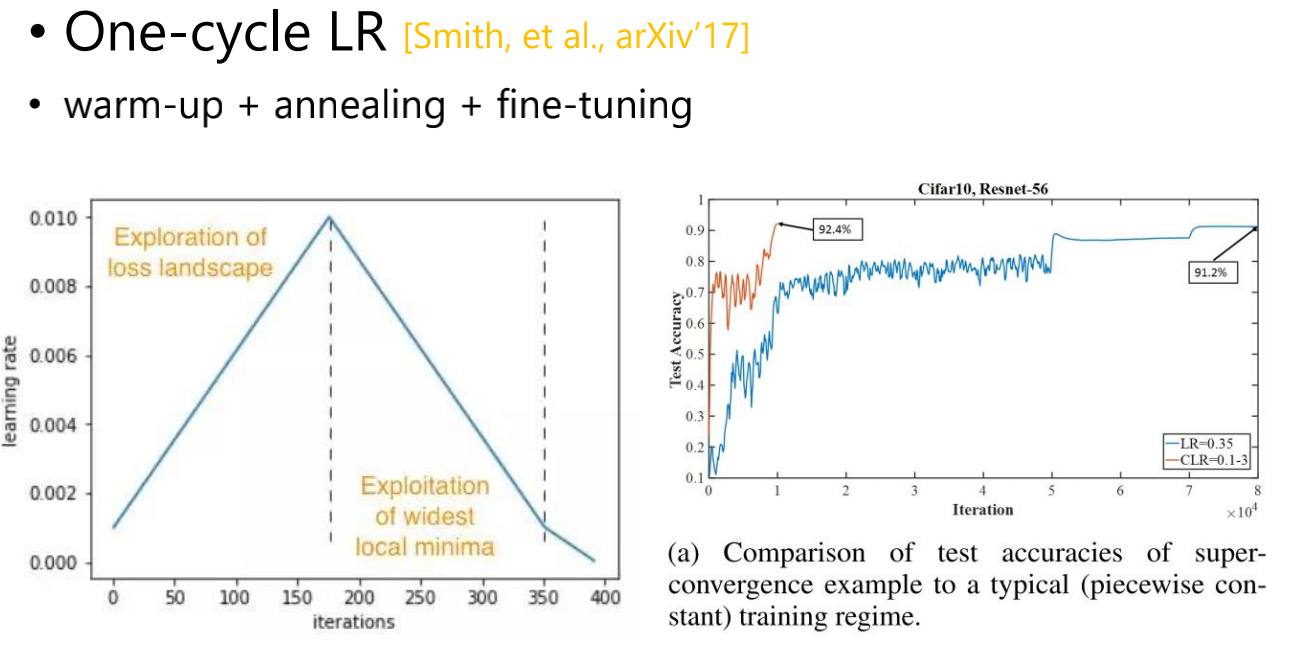 • One-cycle LR [Smith, et al., arXiv'17]
• warm-up + annealing + fine-tuning
0.010
0.008
0.006
0.004
0.002
0.000
learning rate
Exploration of
loss landscape
Exploitation
of widest
local minima
0 50 100 150 200 250 300 350 400
iterations
Cifar10, Resnet-56
1
0.9
0.8
0.7
0.6
0.5
0.4
0.3
0.2
0.1
Test Accuracy
92.4%
91.2%
LR=0.35
CLR=0.1-3
0 1 2 3 4 5 6 7 8
Iteration
×10⁴
(a) Comparison of test accuracies of super-
convergence example to a typical (piecewise con-
stant) training regime.